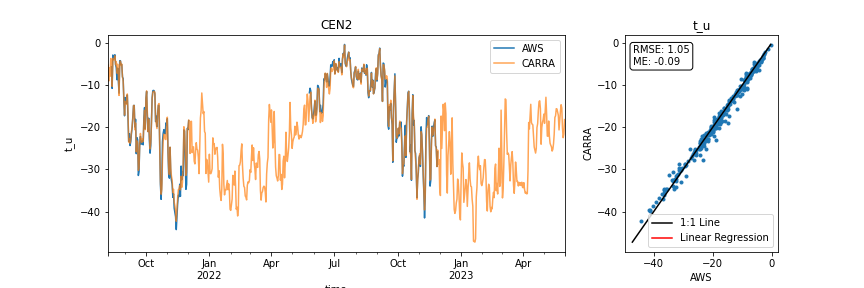 CEN2
t_u
0
−10
−20
−30
−40
t_u
AWS
CARRA
Oct
Jan
2022
Apr
Jul
Oct
Jan
2023
Apr
t_u
RMSE: 1.05
ME: -0.09
0
−10
−20
−30
−40
CARRA
1:1 Line
Linear Regression
−40
−20
0
AWS